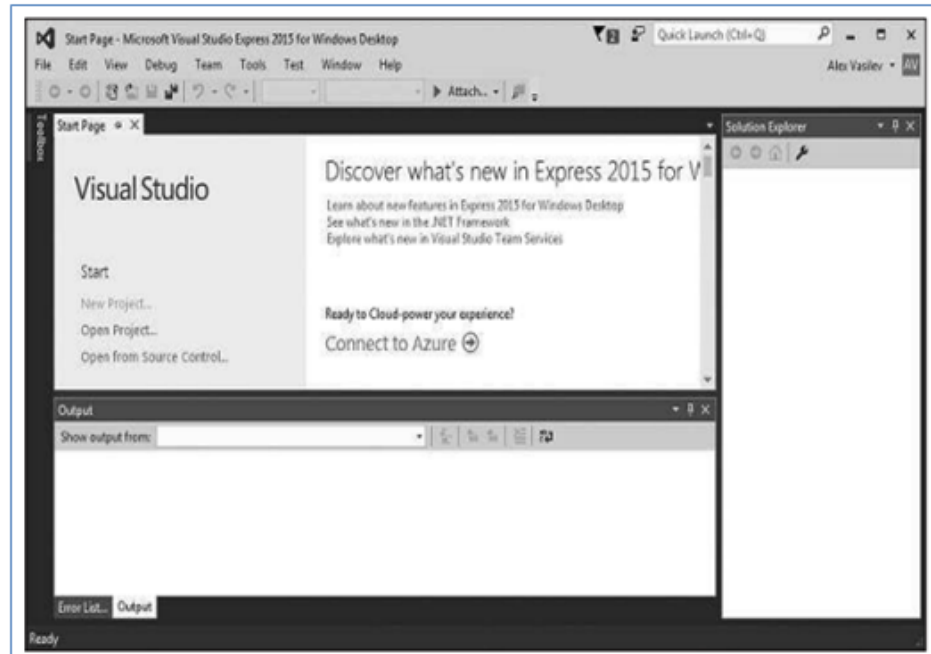 Start Page - Microsoft Visual Studio Express 2015 for Windows Desktop
2
Quick Launch (Ctrl+Q)
File Edit View Debug Team Tools Test Window Help
Alex Vasilev
AV
Attach...
Toolbox
Start Page
Solution Explorer
Visual Studio
Start
New Project...
Open Project...
Open from Source Control...
Discover what's new in Express 2015 for
Learn about new features in Express 2015 for Windows Desktop
See what's new in the .NET Framework
Explore what's new in Visual Studio Team Services
Ready to Cloud-power your experience?
Connect to Azure
Output
Show output from:
Error List... Output
Ready